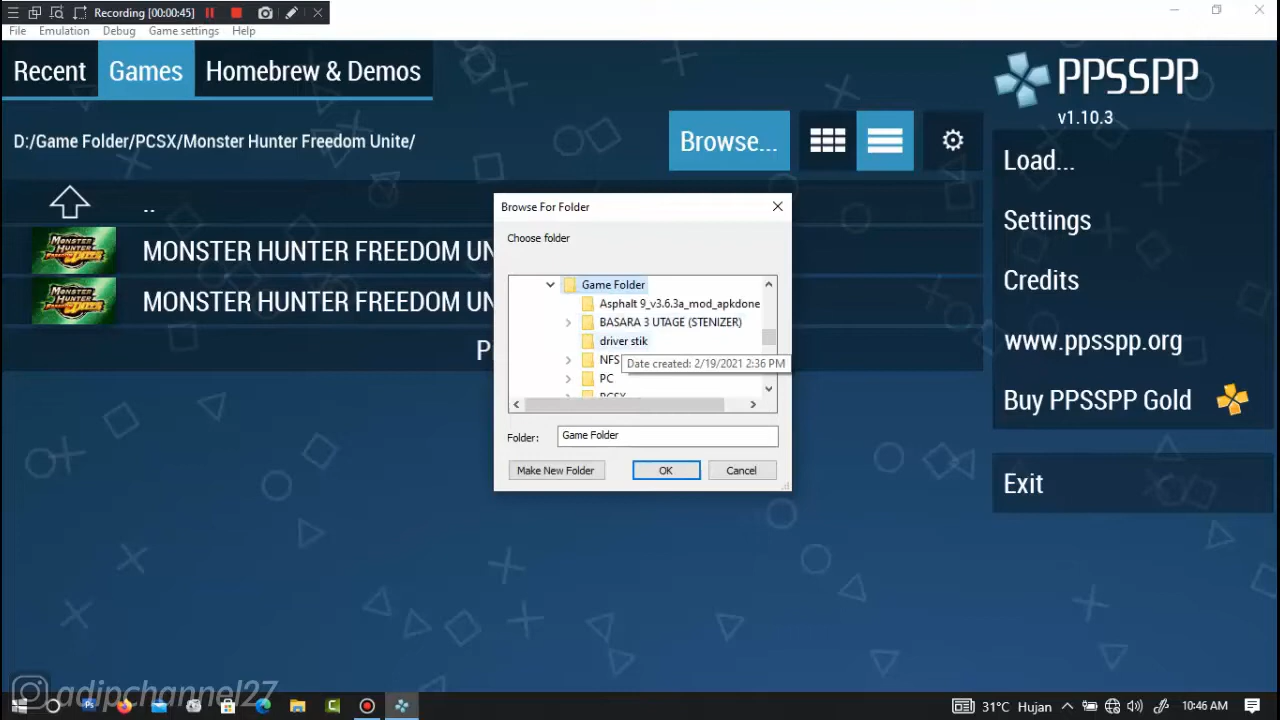 Recording [00:00:45]
File Emulation Debug Game settings Help
Recent Games Homebrew & Demos
PPSSPP
v1.10.3
D:/Game Folder/PCSX/Monster Hunter Freedom Unite/
Browse...
Load...
..
Settings
MONSTER HUNTER FREEDOM UN
MONSTER HUNTER FREEDOM UN
Credits
www.ppsspp.org
Buy PPSSPP Gold
Exit
Browse For Folder
Choose folder
Game Folder
Asphalt 9_v3.6.3a_mod_apkdone
BASARA 3 UTAGE (STENIZER)
driver stik
NFS
Date created: 2/19/2021 2:36 PM
PC
PCSX
Folder: Game Folder
Make New Folder OK Cancel
adipchannel27
31°C Hujan 10:46 AM